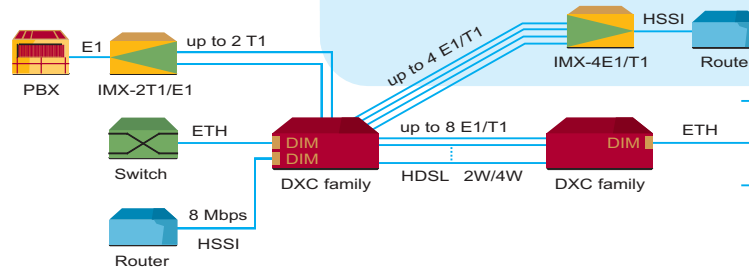 E1
up to 2 T1
HSSI
PBX
IMX-2T1/E1
up to 4 E1/T1
IMX-4E1/T1
Router
ETH
DIM
DIM
up to 8 E1/T1
DIM
ETH
Switch
DXC family
HDSL 2W/4W
DXC family
8 Mbps
HSSI
Router